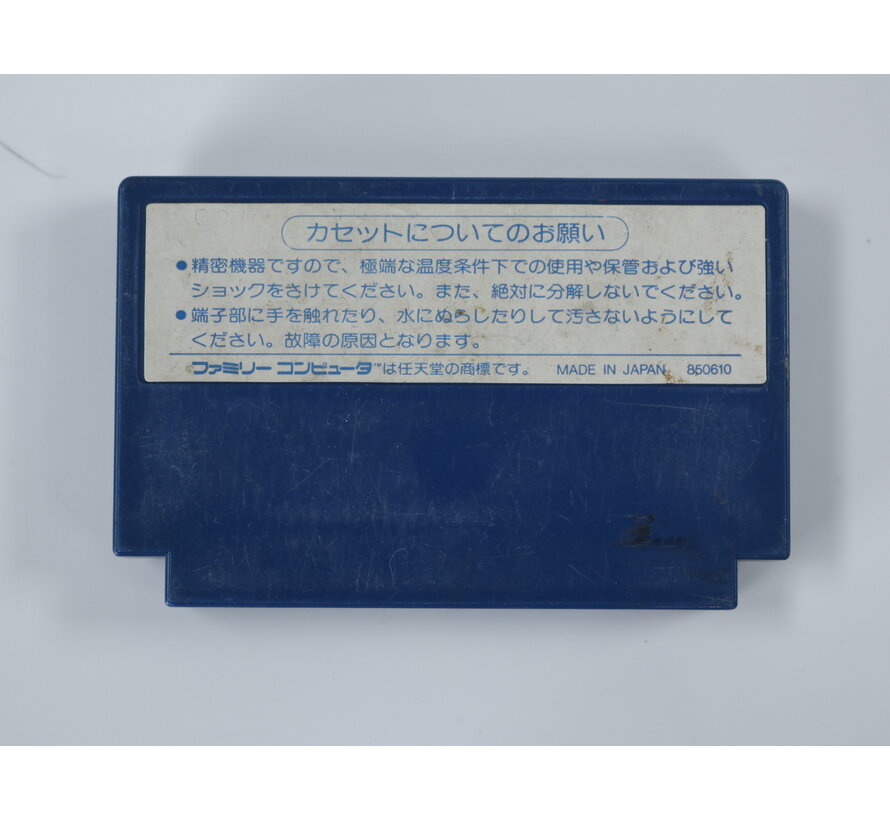 カセットについてのお願い
●精密機器ですので、極端な温度条件下での使用や保管および強い
ショックをさけてください。また、絶対に分解しないでください。
●端子部に手を触れたり、水にぬらしたりして汚さないようにして
ください。故障の原因となります。
ファミリーコンピュータ™は任天堂の商標です。 MADE IN JAPAN 850610